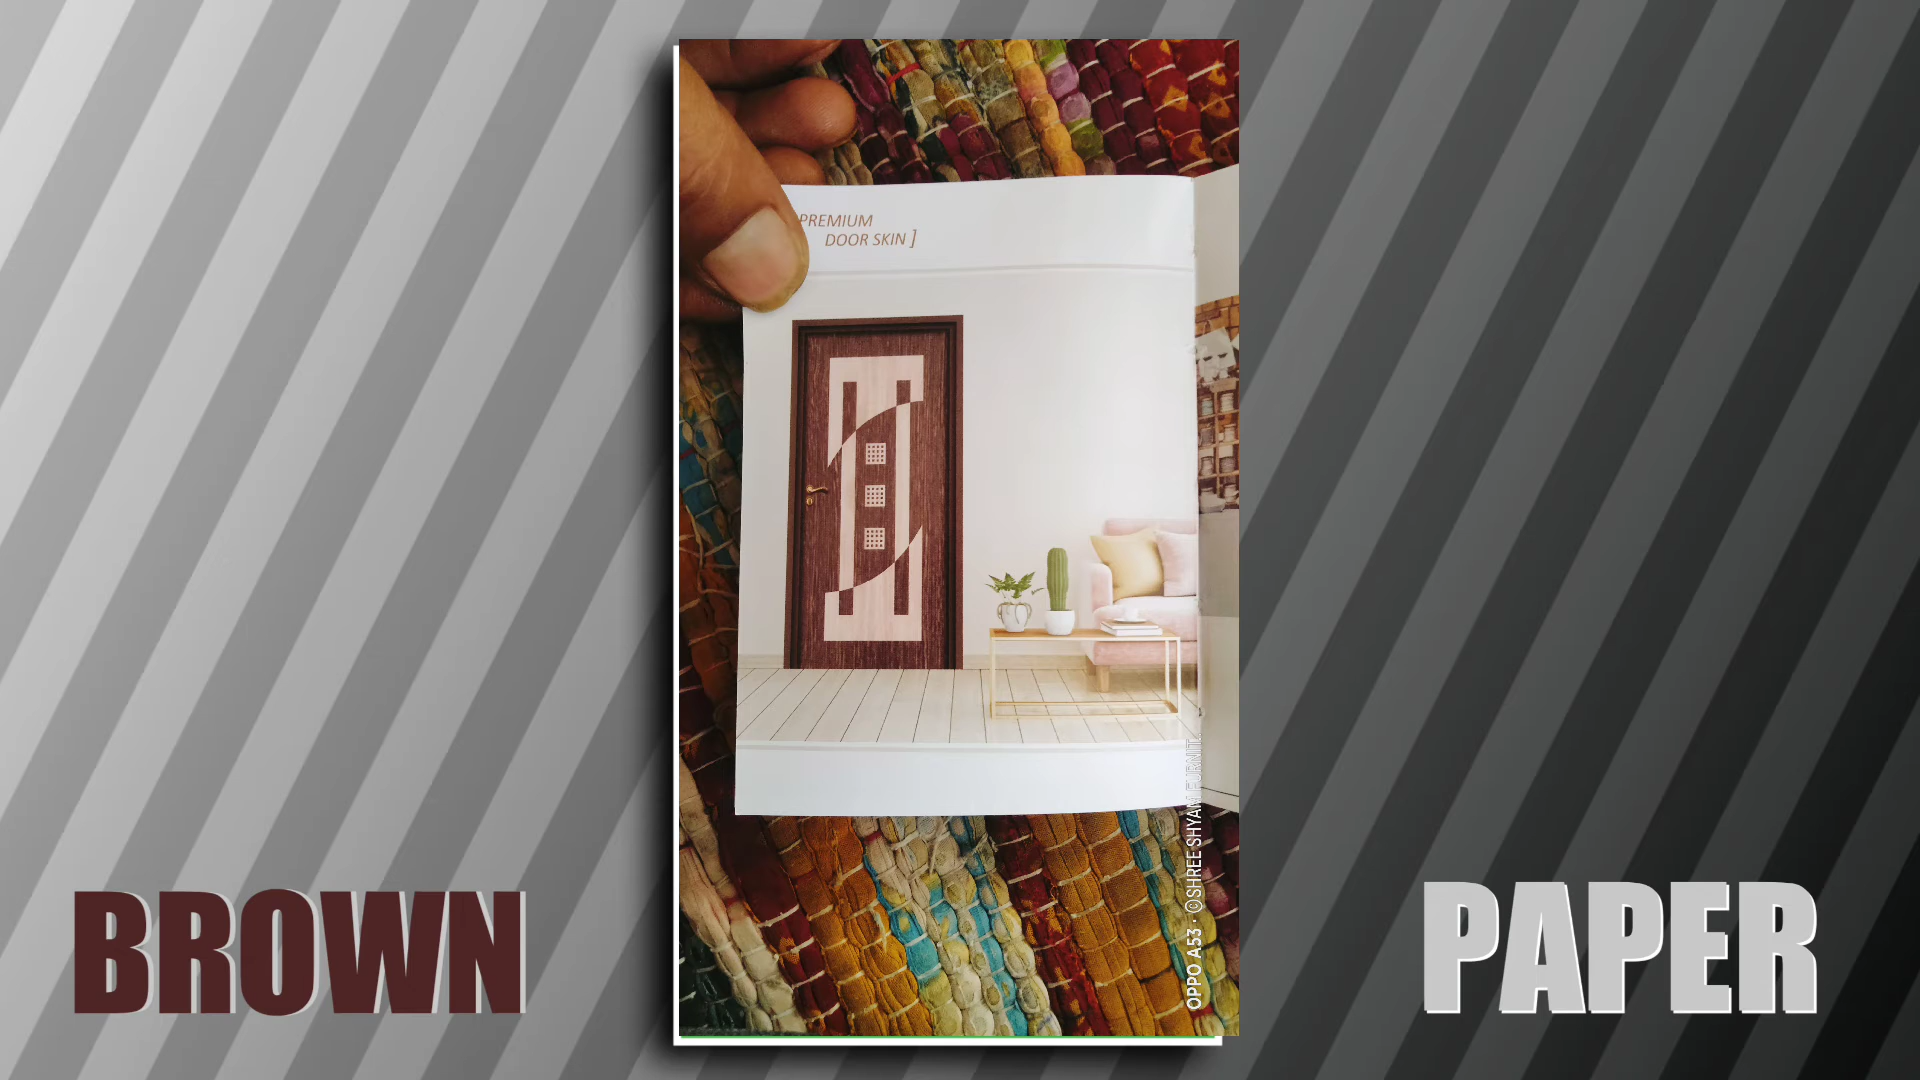 PREMIUM
DOOR SKIN ]
BROWN
PAPER
OPPO A53 · ©SHREE SHYAM FURNIT..